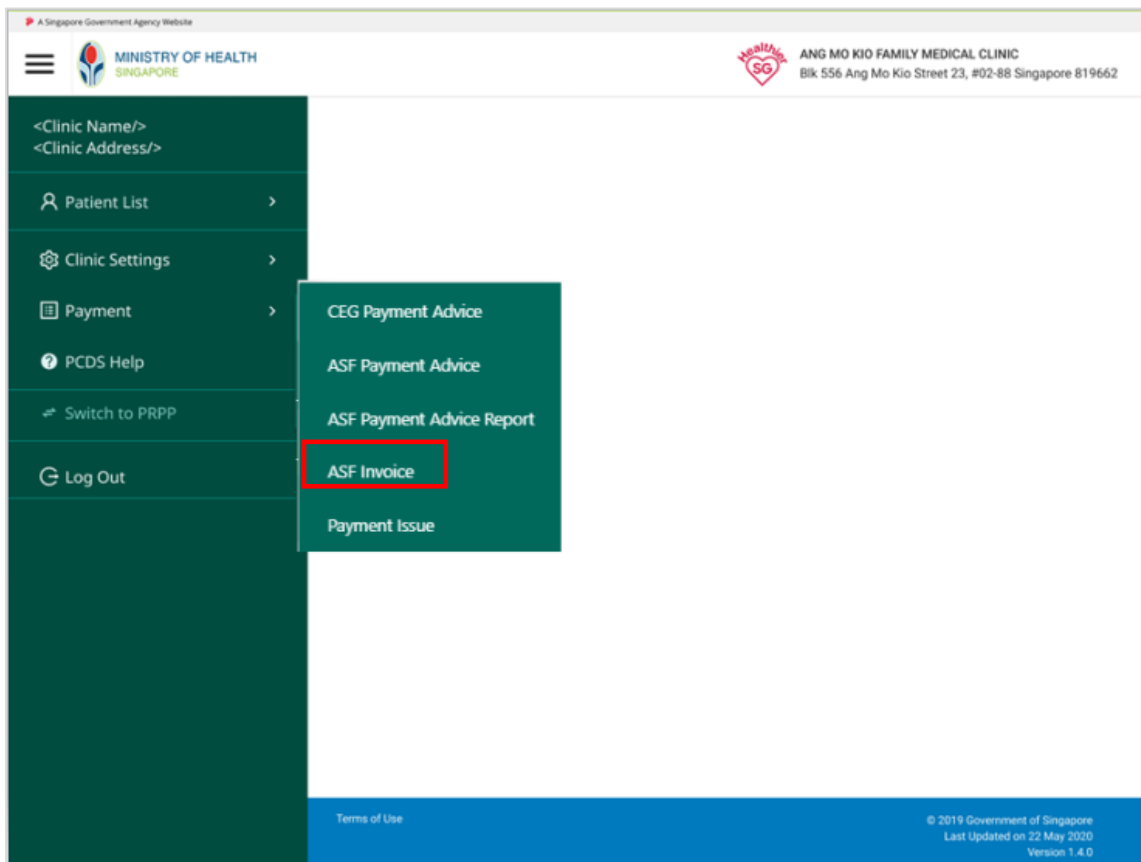 A Singapore Government Agency Website
MINISTRY OF HEALTH
SINGAPORE
Healthier
SG
ANG MO KIO FAMILY MEDICAL CLINIC
Blk 556 Ang Mo Kio Street 23, #02-88 Singapore 819662
<Clinic Name/>
<Clinic Address/>
Patient List
Clinic Settings
Payment
PCDS Help
Switch to PRPP
Log Out
CEG Payment Advice
ASF Payment Advice
ASF Payment Advice Report
ASF Invoice
Payment Issue
Terms of Use
© 2019 Government of Singapore
Last Updated on 22 May 2020
Version 1.4.0